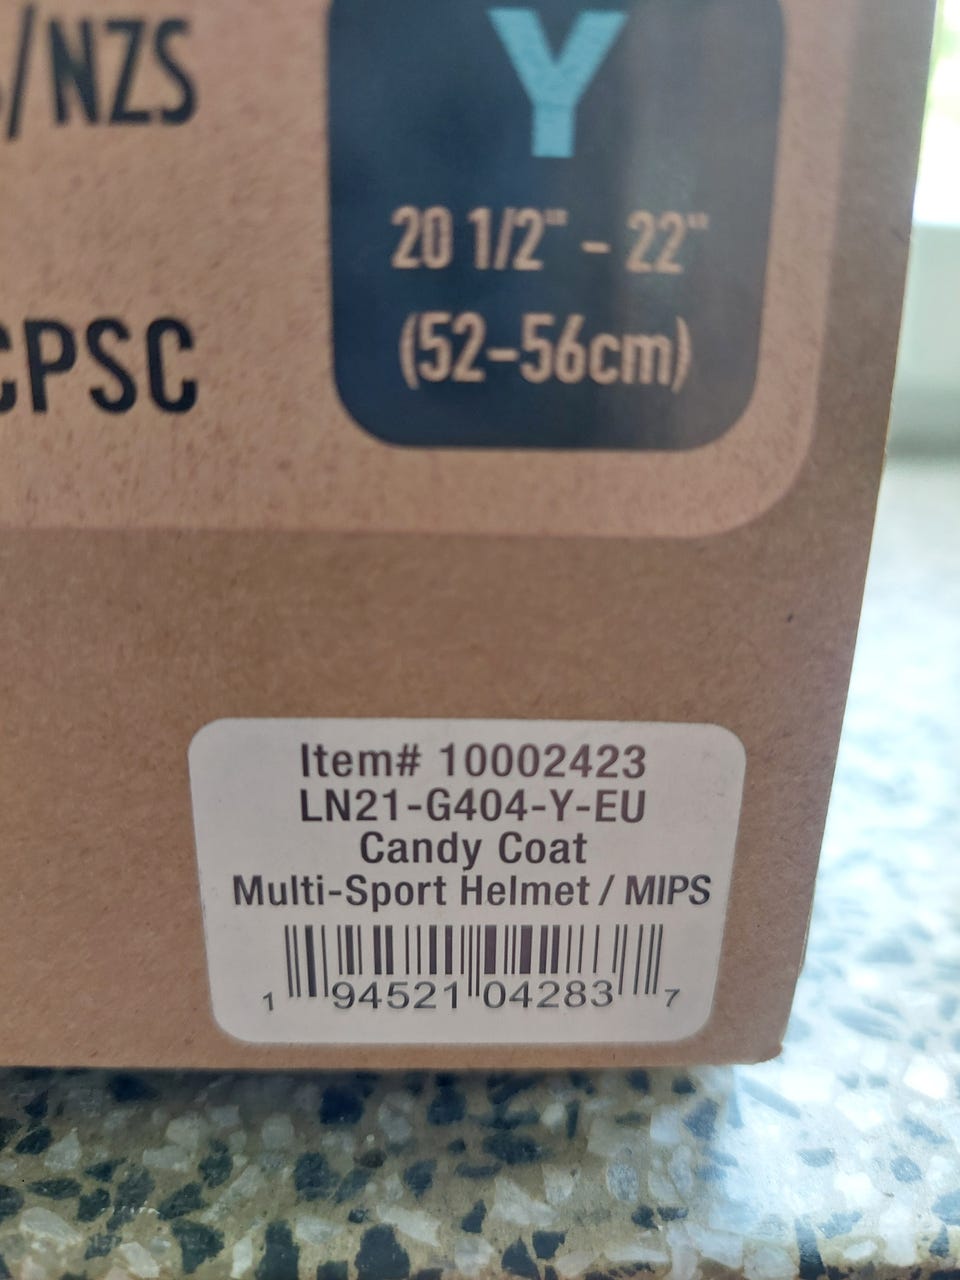 /NZS
CPSC
Y
20 1/2" - 22"
(52-56cm)
Item# 10002423
LN21-G404-Y-EU
Candy Coat
Multi-Sport Helmet / MIPS
1 94521 04283 7